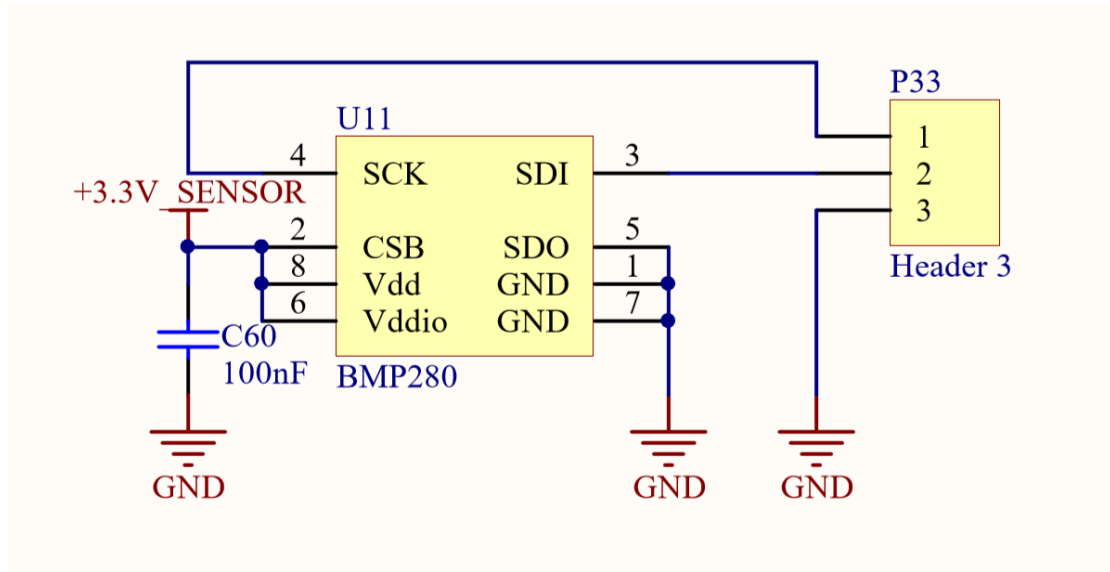 P33
U11
1
4
SCK
SDI
3
2
+3.3V_SENSOR
3
2
CSB
SDO
5
8
Vdd
GND
1
Header 3
6
Vddio
GND
7
C60
100nF
BMP280
GND
GND
GND